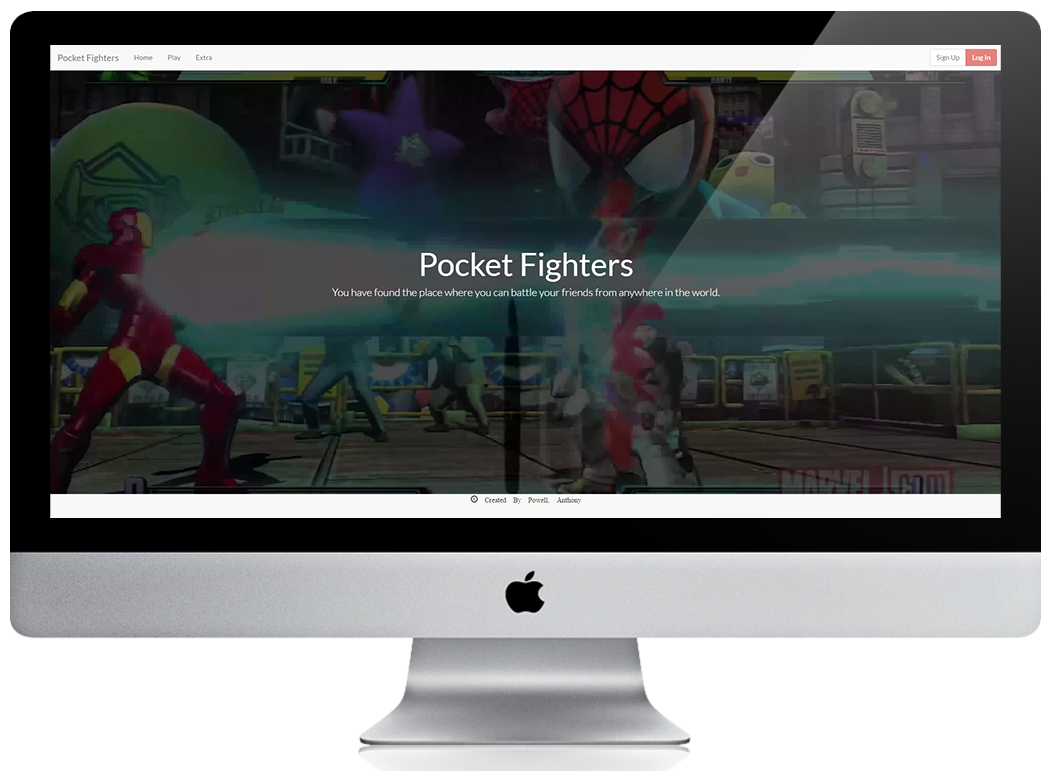 Pocket Fighters Home Play Extra Sign Up Log In
HULK DANTE
Pocket Fighters
You have found the place where you can battle your friends from anywhere in the world.
MARVEL .COM
Created By Powell, Anthony